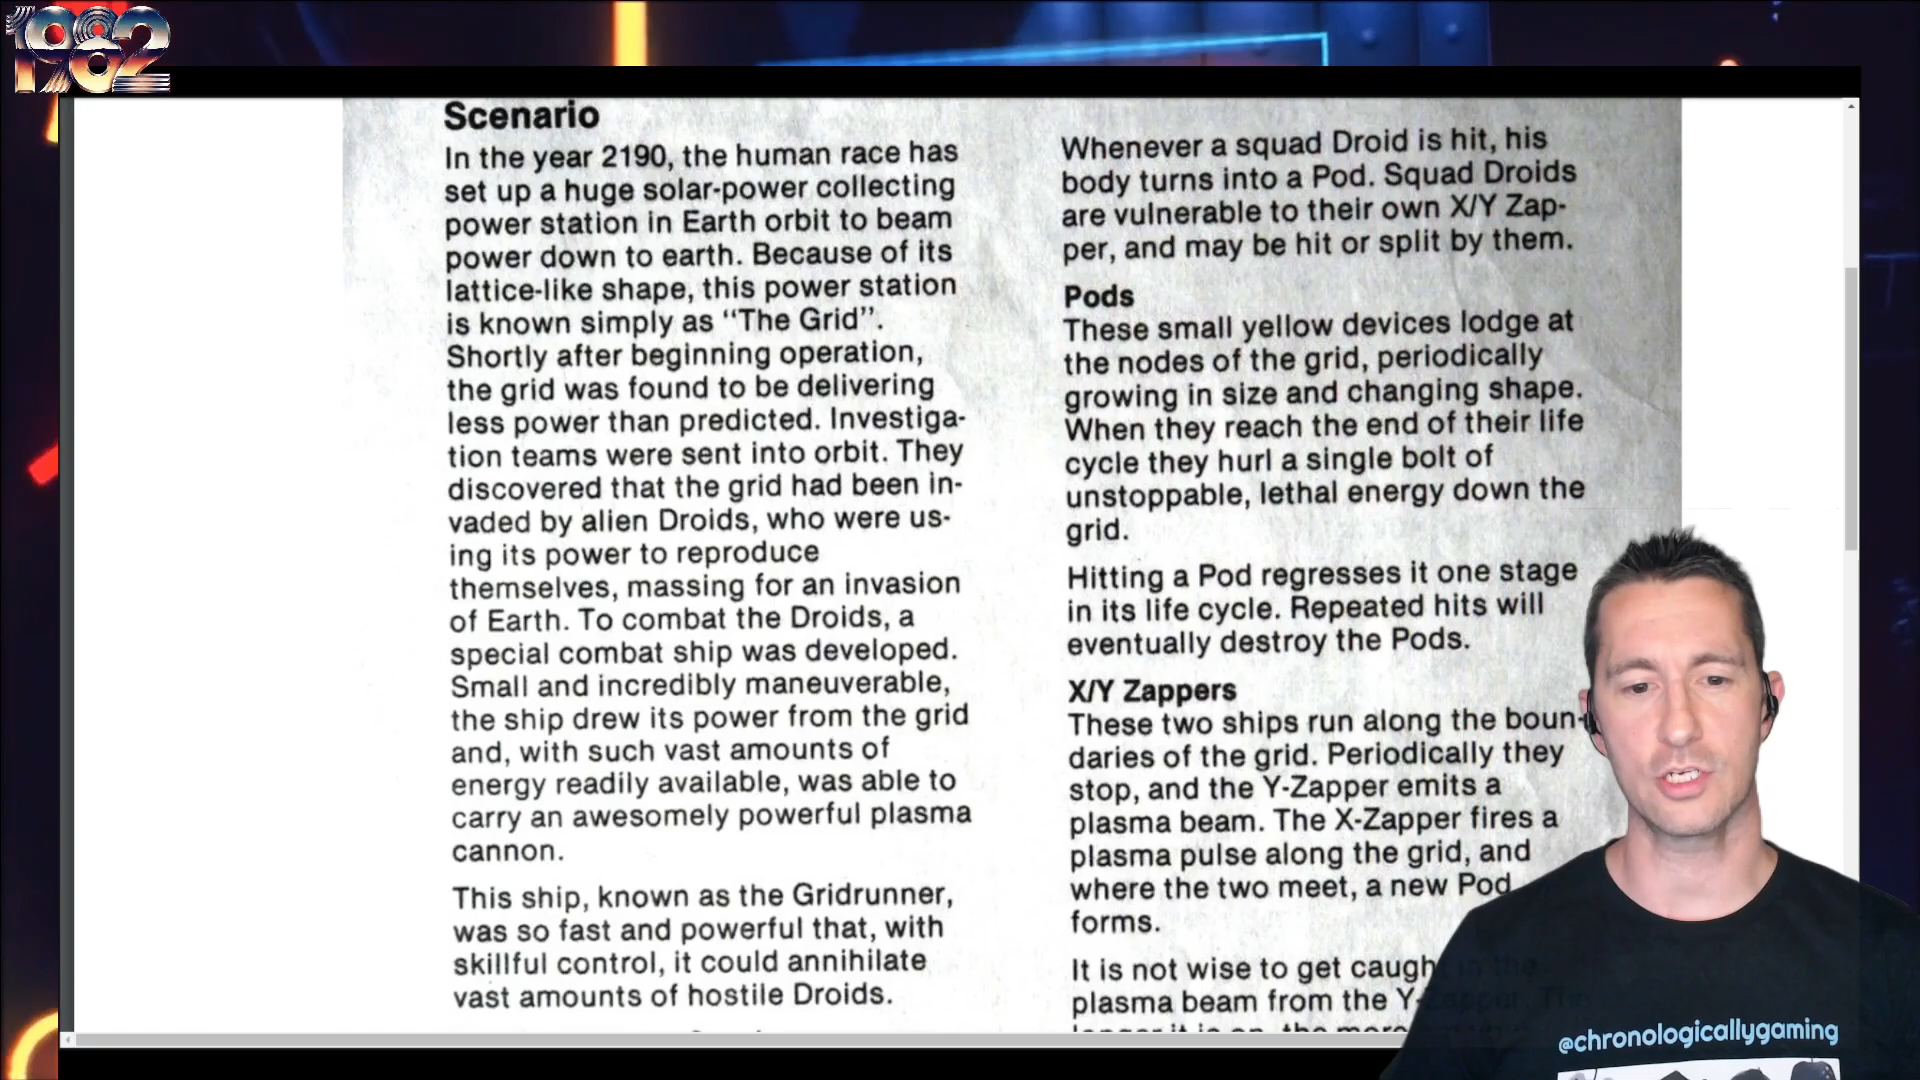 1982
Scenario
In the year 2190, the human race has
set up a huge solar-power collecting
power station in Earth orbit to beam
power down to earth. Because of its
lattice-like shape, this power station
is known simply as “The Grid”.
Shortly after beginning operation,
the grid was found to be delivering
less power than predicted. Investiga-
tion teams were sent into orbit. They
discovered that the grid had been in-
vaded by alien Droids, who were us-
ing its power to reproduce
themselves, massing for an invasion
of Earth. To combat the Droids, a
special combat ship was developed.
Small and incredibly maneuverable,
the ship drew its power from the grid
and, with such vast amounts of
energy readily available, was able to
carry an awesomely powerful plasma
cannon.
This ship, known as the Gridrunner,
was so fast and powerful that, with
skillful control, it could annihilate
vast amounts of hostile Droids.
Whenever a squad Droid is hit, his
body turns into a Pod. Squad Droids
are vulnerable to their own X/Y Zap-
per, and may be hit or split by them.
Pods
These small yellow devices lodge at
the nodes of the grid, periodically
growing in size and changing shape.
When they reach the end of their life
cycle they hurl a single bolt of
unstoppable, lethal energy down the
grid.
Hitting a Pod regresses it one stage
in its life cycle. Repeated hits will
eventually destroy the Pods.
X/Y Zappers
These two ships run along the boun-
daries of the grid. Periodically they
stop, and the Y-Zapper emits a
plasma beam. The X-Zapper fires a
plasma pulse along the grid, and
where the two meet, a new Pod
forms.
It is not wise to get caught in the
plasma beam from the Y-Zapper. The
longer it is on, the more
@chronologicallygaming